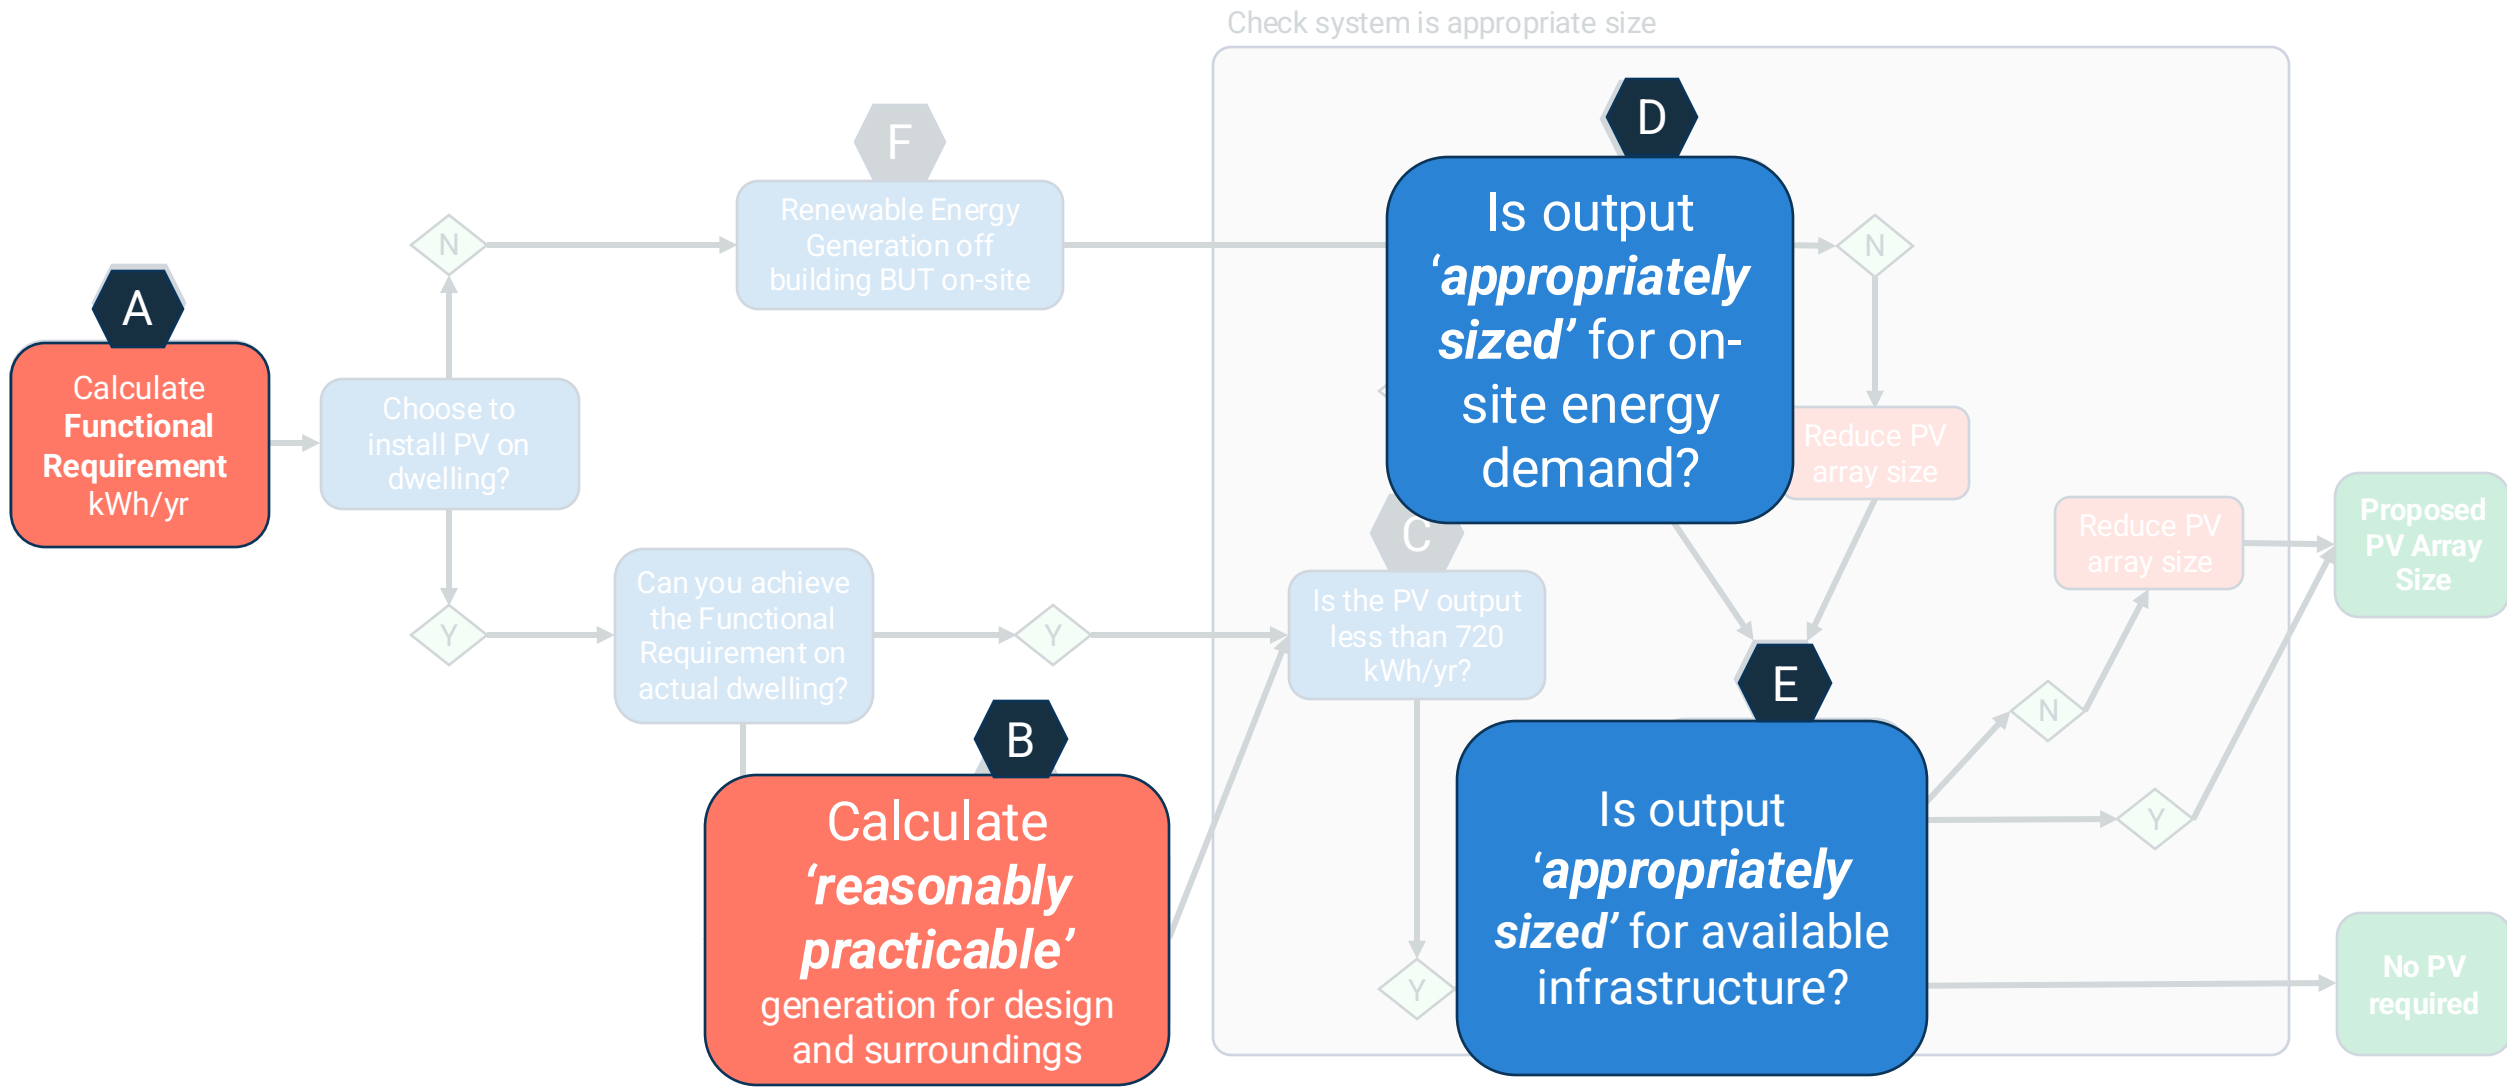 Check system is appropriate size
D
Is output
‘appropriately
sized’ for on-
site energy
demand?
F
Renewable Energy
Generation off
building BUT on-site
N
N
A
Calculate
Functional
Requirement
kWh/yr
Choose to
install PV on
dwelling?
Reduce PV
array size
Reduce PV
array size
Proposed
PV Array
Size
C
Is the PV output
less than 720
kWh/yr?
Y
Can you achieve
the Functional
Requirement on
actual dwelling?
Y
B
Calculate
‘reasonably
practicable’
generation for design
and surroundings
E
Is output
‘appropriately
sized’ for available
infrastructure?
N
Y
Y
No PV
required